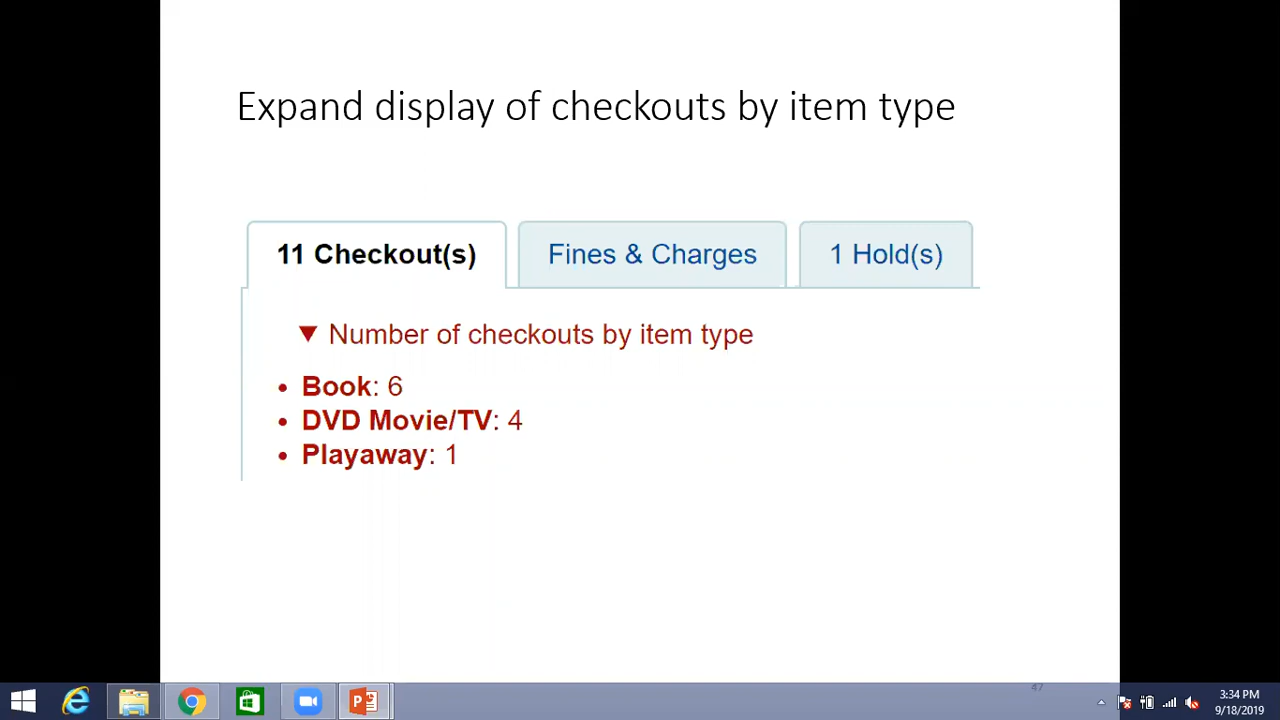 Expand display of checkouts by item type
11 Checkout(s) Fines & Charges 1 Hold(s)
▼ Number of checkouts by item type
• Book: 6
• DVD Movie/TV: 4
• Playaway: 1
47
3:34 PM
9/18/2019